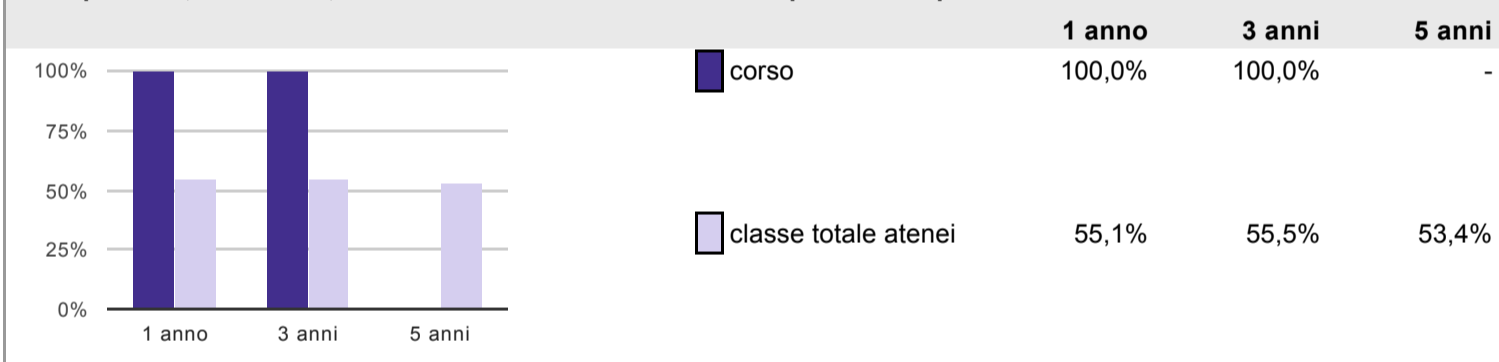 1 anno 3 anni 5 anni
100%
75%
50%
25%
0%
1 anno 3 anni 5 anni
corso 100,0% 100,0% -
classe totale atenei 55,1% 55,5% 53,4%